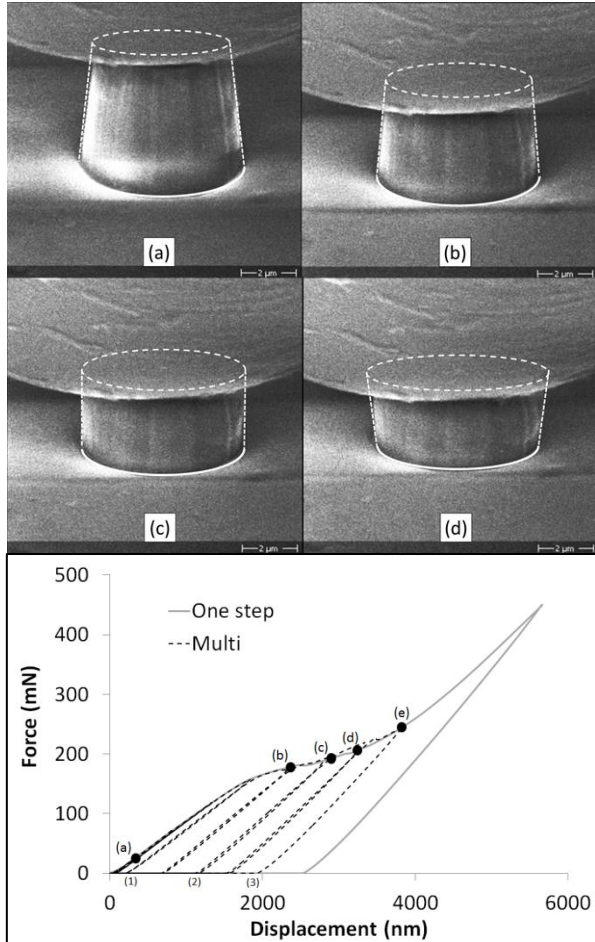 (a)
2 μm
(b)
2 μm
(c)
2 μm
(d)
2 μm
500
400
300
200
100
0
Force (mN)
One step
Multi
(a)
(b)
(c)
(d)
(e)
(1)
(2)
(3)
0
2000
4000
6000
Displacement (nm)